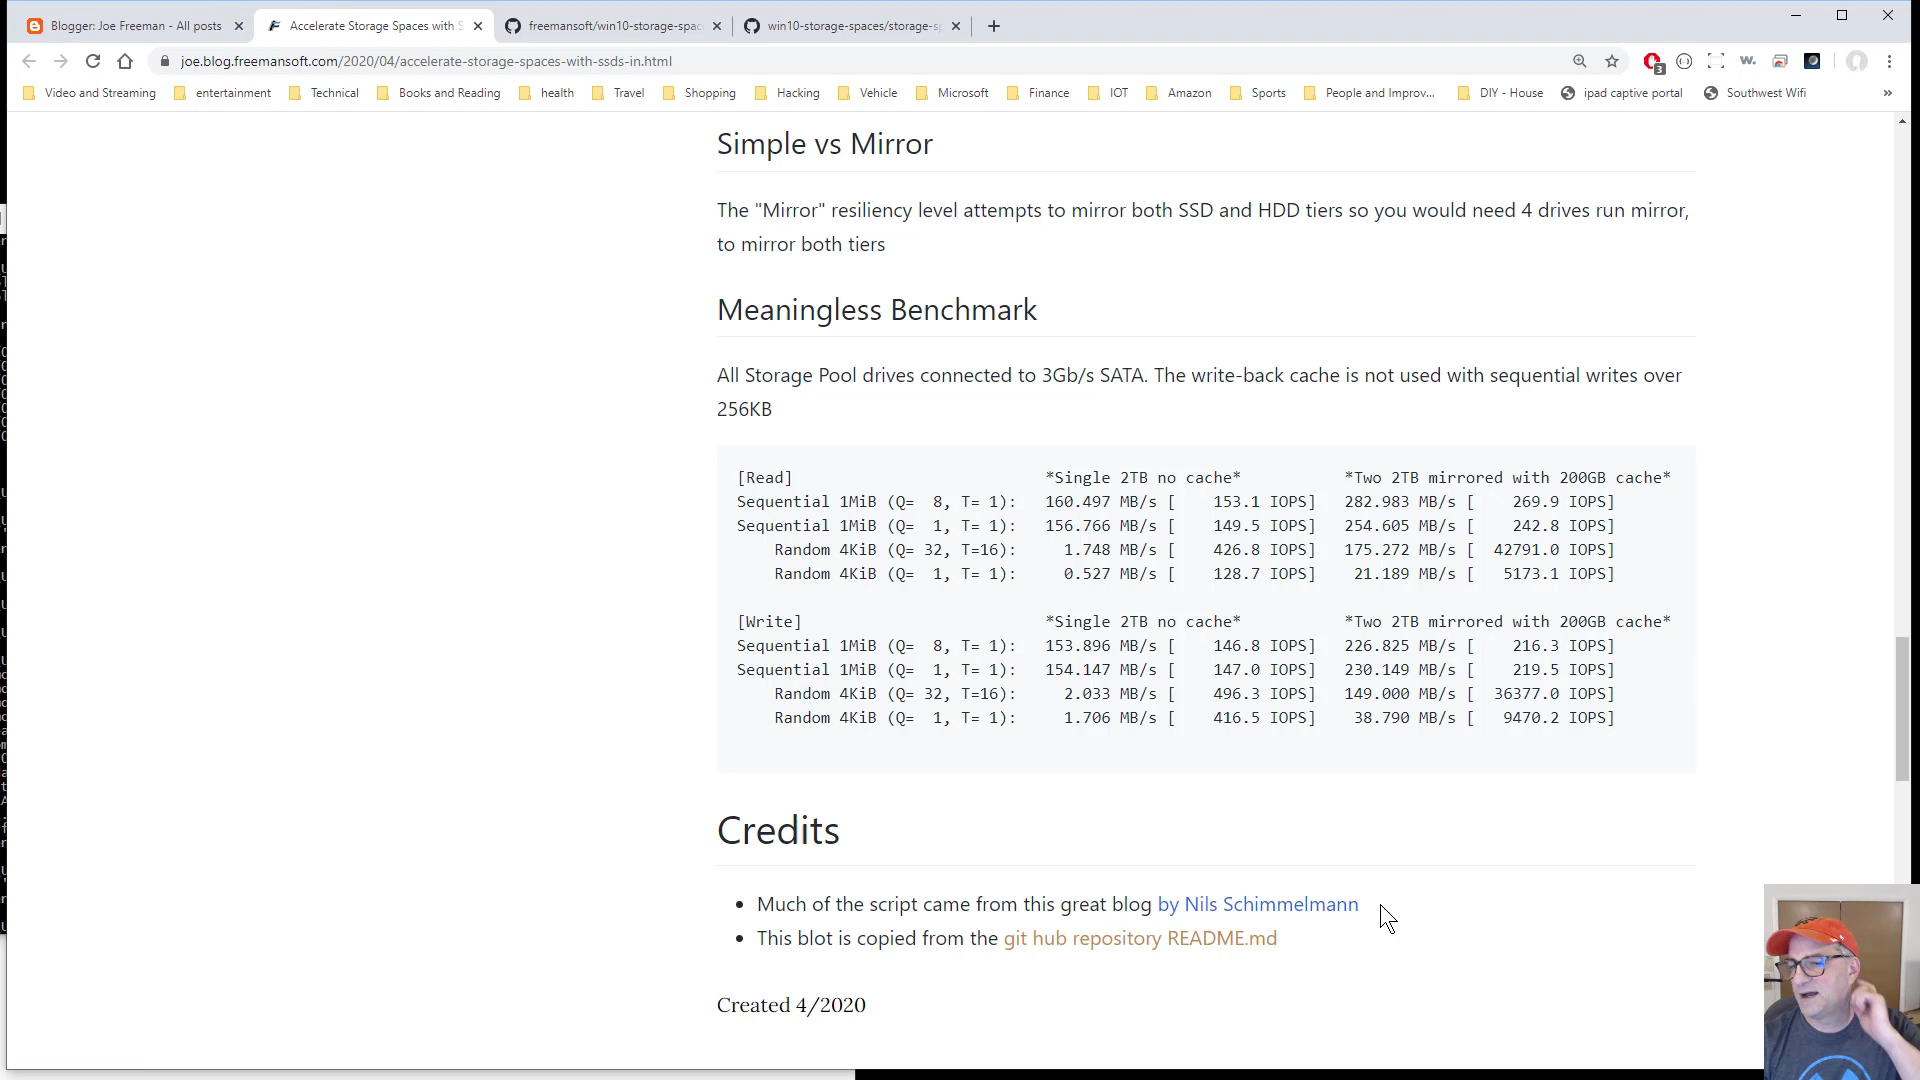 Blogger: Joe Freeman - All posts
Accelerate Storage Spaces with S
freemansoft/win10-storage-spac
win10-storage-spaces/storage-s
joe.blog.freemansoft.com/2020/04/accelerate-storage-spaces-with-ssds-in.html
3
w.
Video and Streaming
entertainment
Technical
Books and Reading
health
Travel
Shopping
Hacking
Vehicle
Microsoft
Finance
IOT
Amazon
Sports
People and Improv...
DIY - House
ipad captive portal
Southwest Wifi
»
Simple vs Mirror
The "Mirror" resiliency level attempts to mirror both SSD and HDD tiers so you would need 4 drives run mirror,
to mirror both tiers
Meaningless Benchmark
All Storage Pool drives connected to 3Gb/s SATA. The write-back cache is not used with sequential writes over
256KB
[Read] *Single 2TB no cache* *Two 2TB mirrored with 200GB cache*
Sequential 1MiB (Q= 8, T= 1): 160.497 MB/s [ 153.1 IOPS] 282.983 MB/s [ 269.9 IOPS]
Sequential 1MiB (Q= 1, T= 1): 156.766 MB/s [ 149.5 IOPS] 254.605 MB/s [ 242.8 IOPS]
Random 4KiB (Q= 32, T=16): 1.748 MB/s [ 426.8 IOPS] 175.272 MB/s [ 42791.0 IOPS]
Random 4KiB (Q= 1, T= 1): 0.527 MB/s [ 128.7 IOPS] 21.189 MB/s [ 5173.1 IOPS]
[Write] *Single 2TB no cache* *Two 2TB mirrored with 200GB cache*
Sequential 1MiB (Q= 8, T= 1): 153.896 MB/s [ 146.8 IOPS] 226.825 MB/s [ 216.3 IOPS]
Sequential 1MiB (Q= 1, T= 1): 154.147 MB/s [ 147.0 IOPS] 230.149 MB/s [ 219.5 IOPS]
Random 4KiB (Q= 32, T=16): 2.033 MB/s [ 496.3 IOPS] 149.000 MB/s [ 36377.0 IOPS]
Random 4KiB (Q= 1, T= 1): 1.706 MB/s [ 416.5 IOPS] 38.790 MB/s [ 9470.2 IOPS]
Credits
• Much of the script came from this great blog by Nils Schimmelmann
• This blot is copied from the git hub repository README.md
Created 4/2020